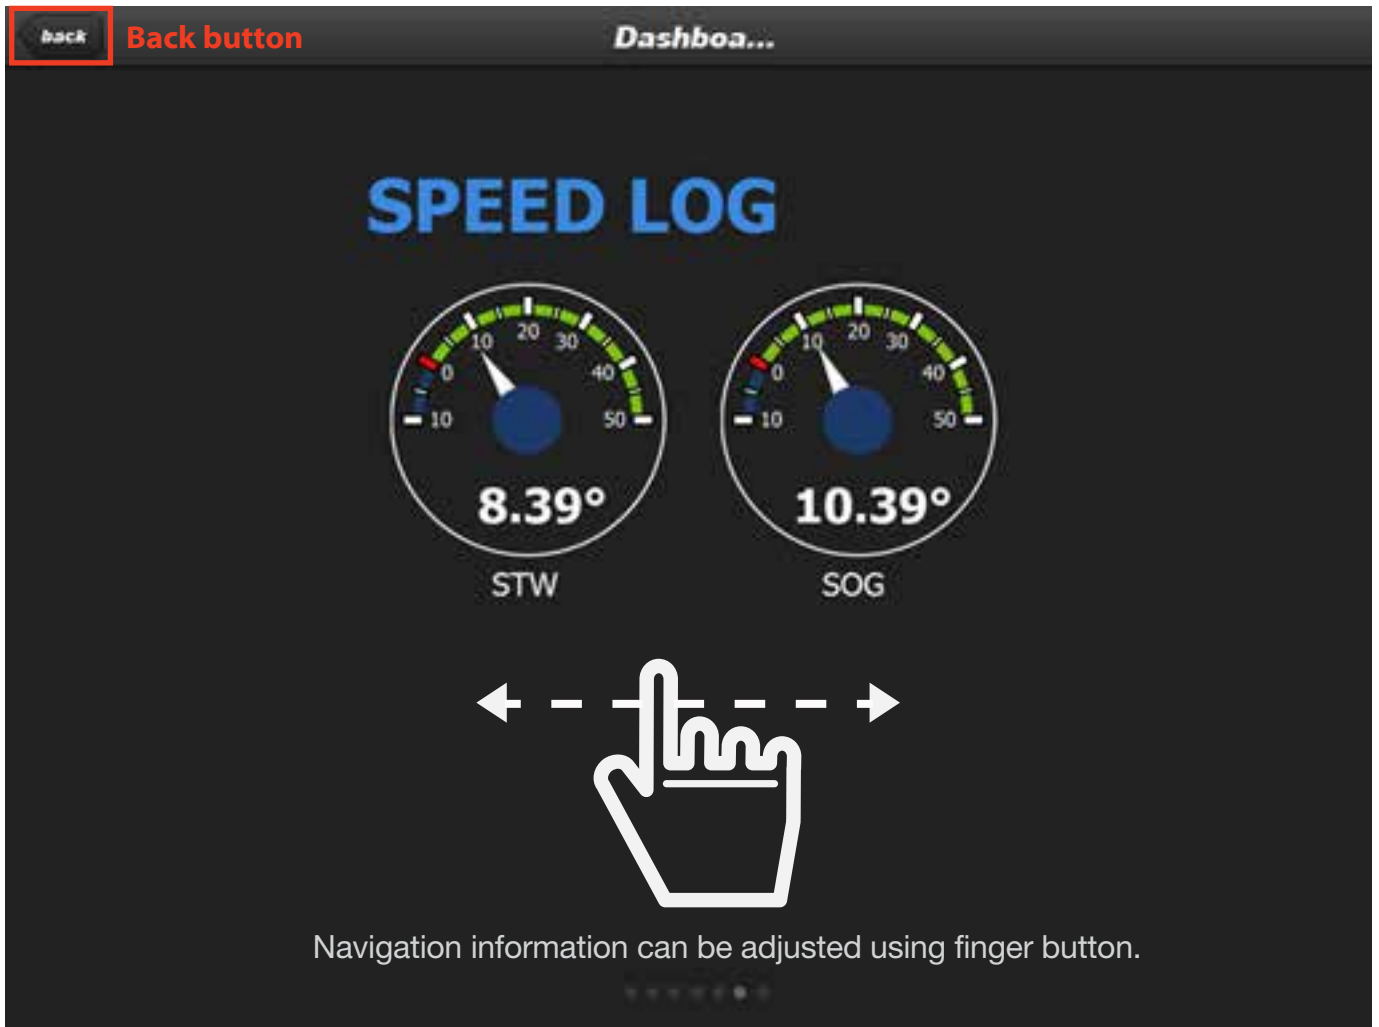 back Back button Dashboa...
SPEED LOG
10 0 10 20 30 40 50
10 0 10 20 30 40 50
8.39° 10.39°
STW SOG
Navigation information can be adjusted using finger button.